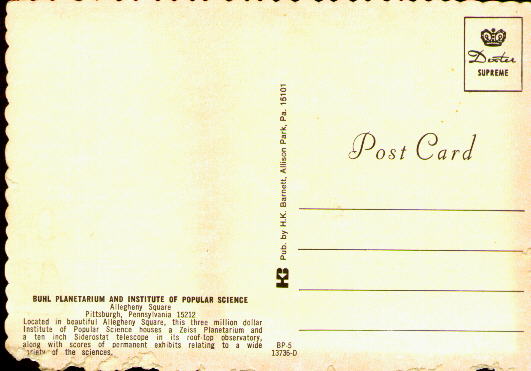 Dexter
SUPREME
Post Card
Pub. by H.K. Barnett, Allison Park, Pa. 15101
BUHL PLANETARIUM AND INSTITUTE OF POPULAR SCIENCE
Allegheny Square
Pittsburgh, Pennsylvania 15212
Located in beautiful Allegheny Square, this three million dollar
Institute of Popular Science houses a Zeiss Planetarium and
a ten inch Siderostat telescope in its roof-top observatory,
along with scores of permanent exhibits relating to a wide
of the sciences.
BP-5
13736-D